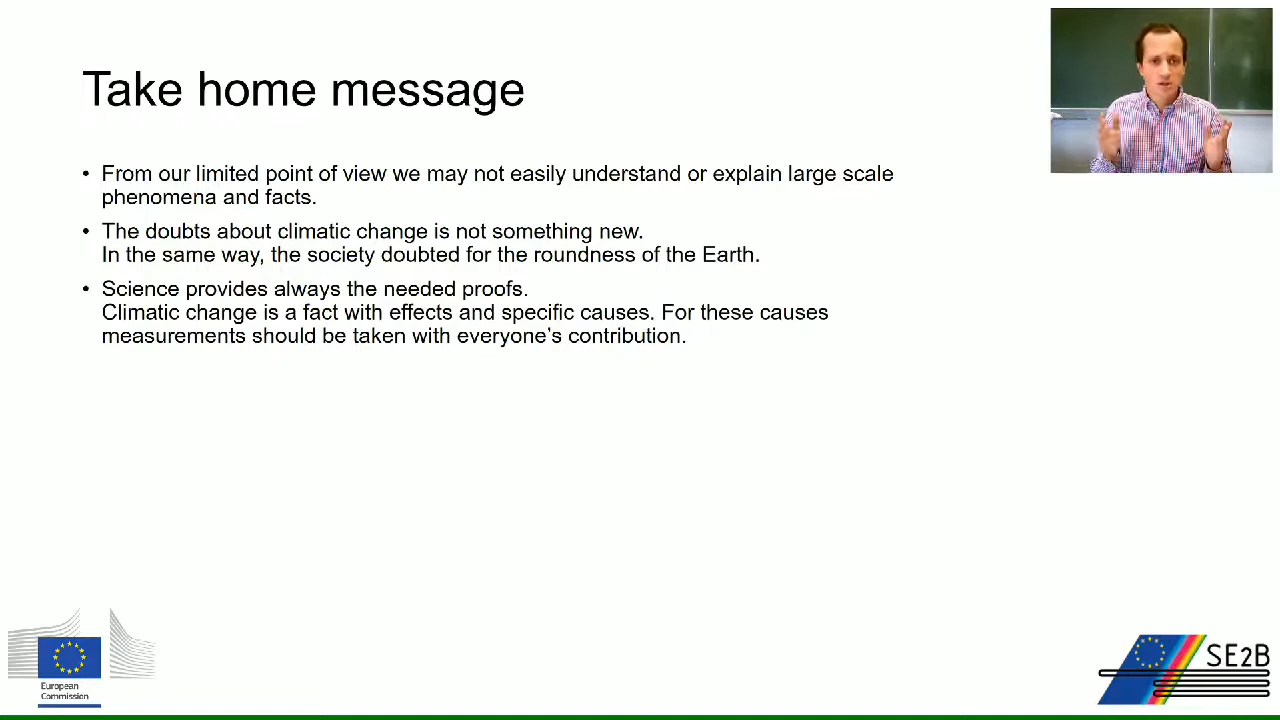 Take home message
• From our limited point of view we may not easily understand or explain large scale
phenomena and facts.
• The doubts about climatic change is not something new.
In the same way, the society doubted for the roundness of the Earth.
• Science provides always the needed proofs.
Climatic change is a fact with effects and specific causes. For these causes
measurements should be taken with everyone’s contribution.
European
Commission
SE2B